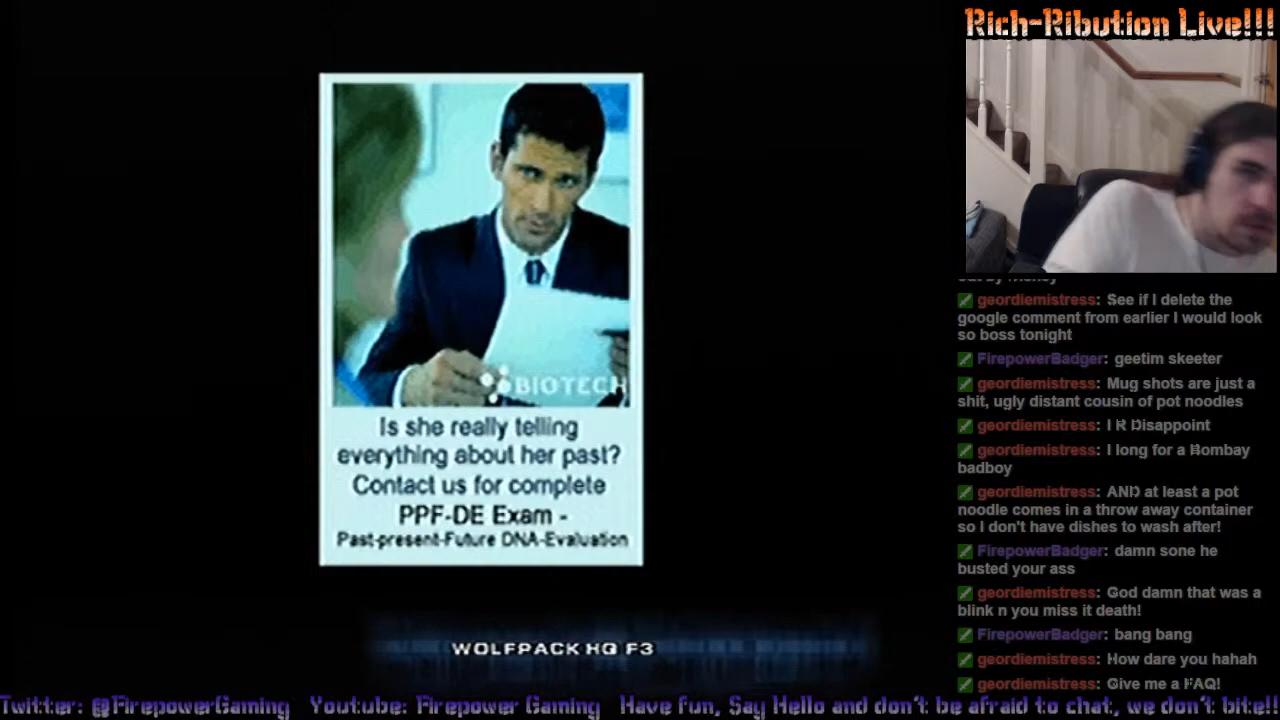 Rich-Ribution Live!!!
BIOTECH
Is she really telling
everything about her past?
Contact us for complete
PPF-DE Exam -
Past-present-Future DNA-Evaluation
WOLFPACK HQ F3
geordiemistress: See if I delete the
google comment from earlier I would look
so boss tonight
FirepowerBadger: geetim skeeter
geordiemistress: Mug shots are just a
shit, ugly distant cousin of pot noodles
geordiemistress: I R Disappoint
geordiemistress: I long for a Bombay
badboy
geordiemistress: AND at least a pot
noodle comes in a throw away container
so I don't have dishes to wash after!
FirepowerBadger: damn sone he
busted your ass
geordiemistress: God damn that was a
blink n you miss it death!
FirepowerBadger: bang bang
geordiemistress: How dare you hahah
geordiemistress: Give me a FAQ!
Twitter: @FirepowerGaming Youtube: Firepower Gaming Have fun, Say Hello and don't be afraid to chat, we don't bite!!